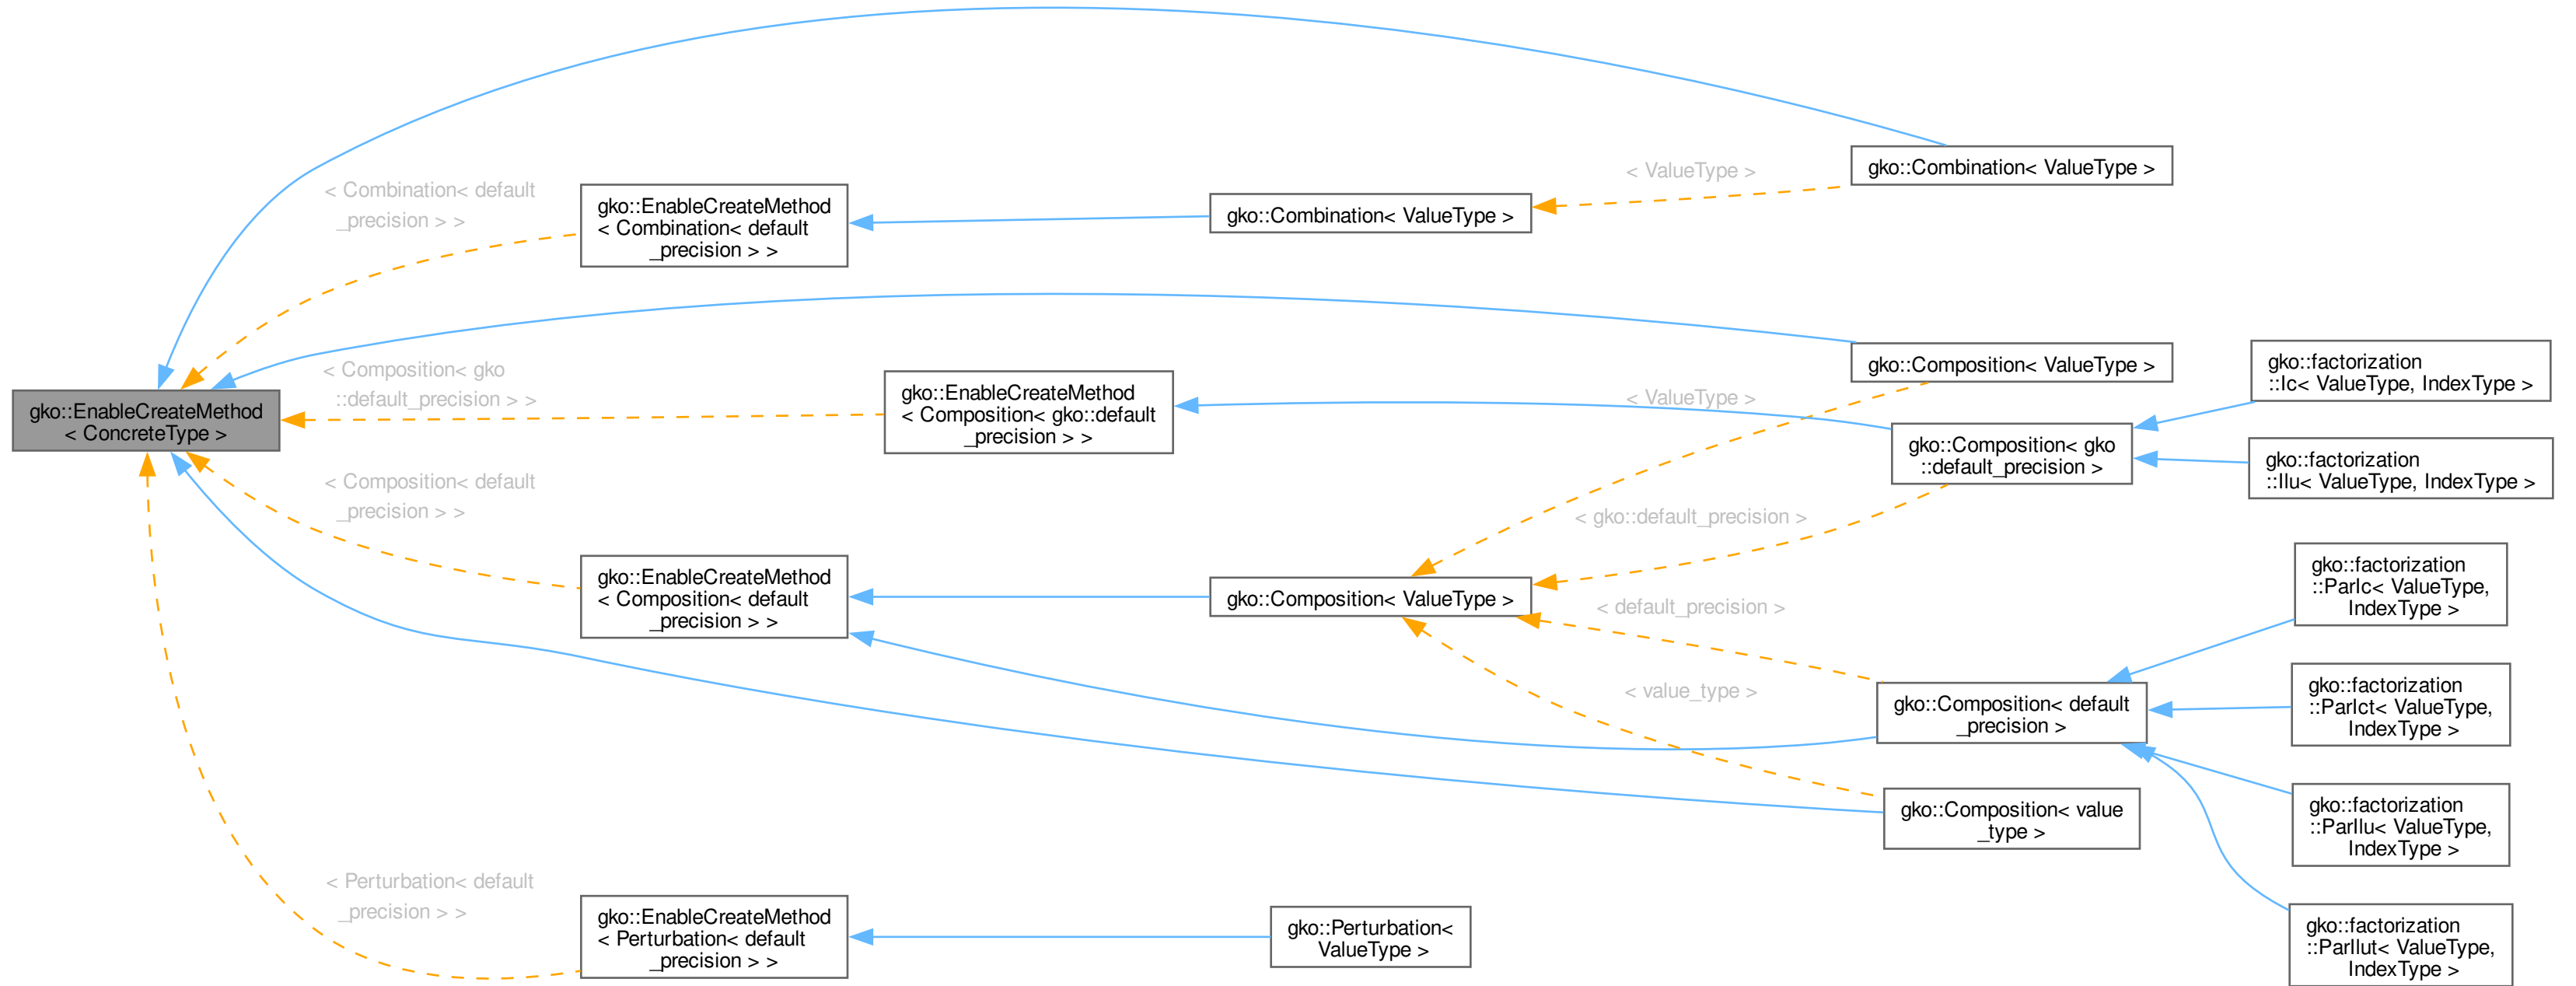 gko::EnableCreateMethod
< ConcreteType >
< Combination< default
_precision > >
< Composition< gko
::default_precision > >
< Composition< default
_precision > >
< Perturbation< default
_precision > >
gko::EnableCreateMethod
< Combination< default
_precision > >
gko::EnableCreateMethod
< Composition< gko::default
_precision > >
gko::EnableCreateMethod
< Composition< default
_precision > >
gko::EnableCreateMethod
< Perturbation< default
_precision > >
gko::Combination< ValueType >
gko::Composition< ValueType >
gko::Perturbation<
ValueType >
< ValueType >
< ValueType >
< gko::default_precision >
< default_precision >
< value_type >
gko::Combination< ValueType >
gko::Composition< ValueType >
gko::Composition< gko
::default_precision >
gko::Composition< default
_precision >
gko::Composition< value
_type >
gko::factorization
::Ic< ValueType, IndexType >
gko::factorization
::Ilu< ValueType, IndexType >
gko::factorization
::ParIc< ValueType,
IndexType >
gko::factorization
::ParIct< ValueType,
IndexType >
gko::factorization
::ParIlu< ValueType,
IndexType >
gko::factorization
::ParIlut< ValueType,
IndexType >